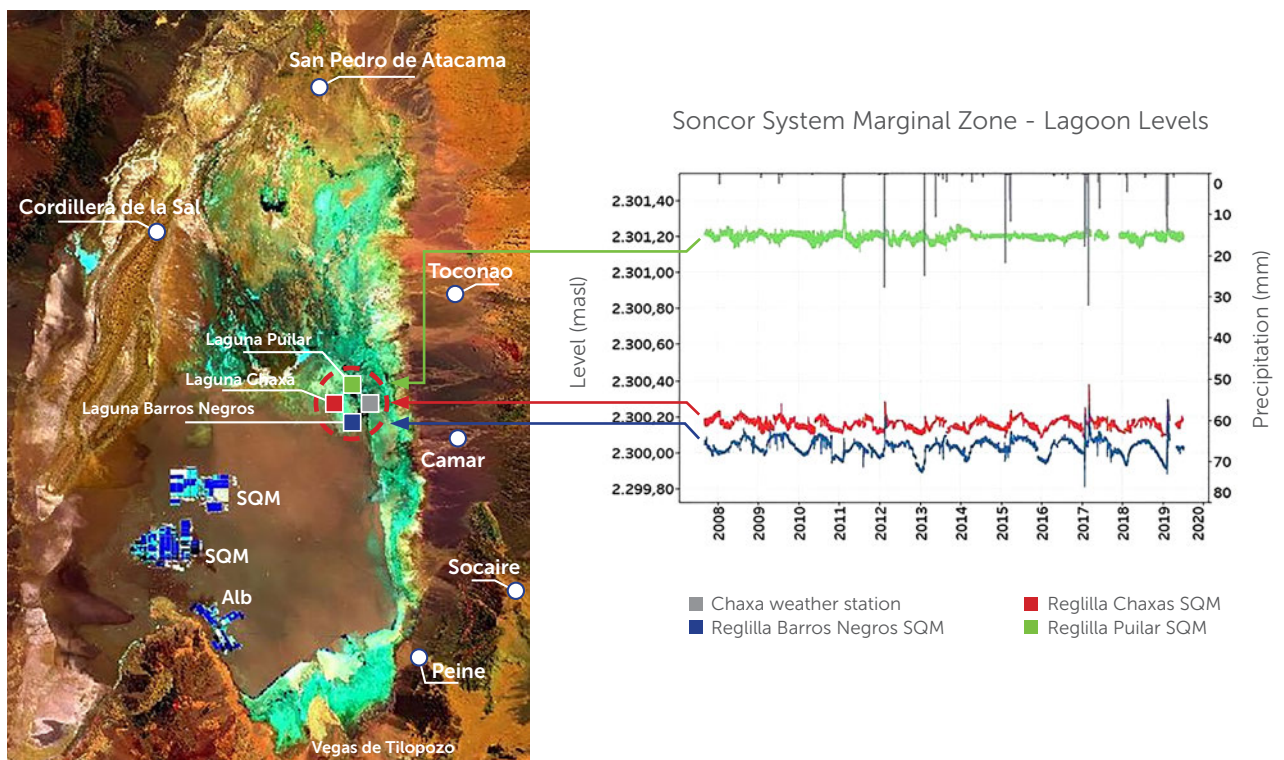 San Pedro de Atacama
Cordillera de la Sal
Toconao
Laguna Puilar
Laguna Chaxa
Laguna Barros Negros
Camar
SQM
SQM
Alb
Socaire
Peine
Vegas de Tilopozo
Soncor System Marginal Zone - Lagoon Levels
Level (masl)
2.301,40
2.301,20
2.301,00
2.300,80
2.300,60
2.300,40
2.300,20
2.300,00
2.299,80
0
10
20
30
40
50
60
70
80
Precipitation (mm)
2008
2009
2010
2011
2012
2013
2014
2015
2016
2017
2018
2019
2020
Chaxa weather station
Reglilla Chaxas SQM
Reglilla Barros Negros SQM
Reglilla Puilar SQM